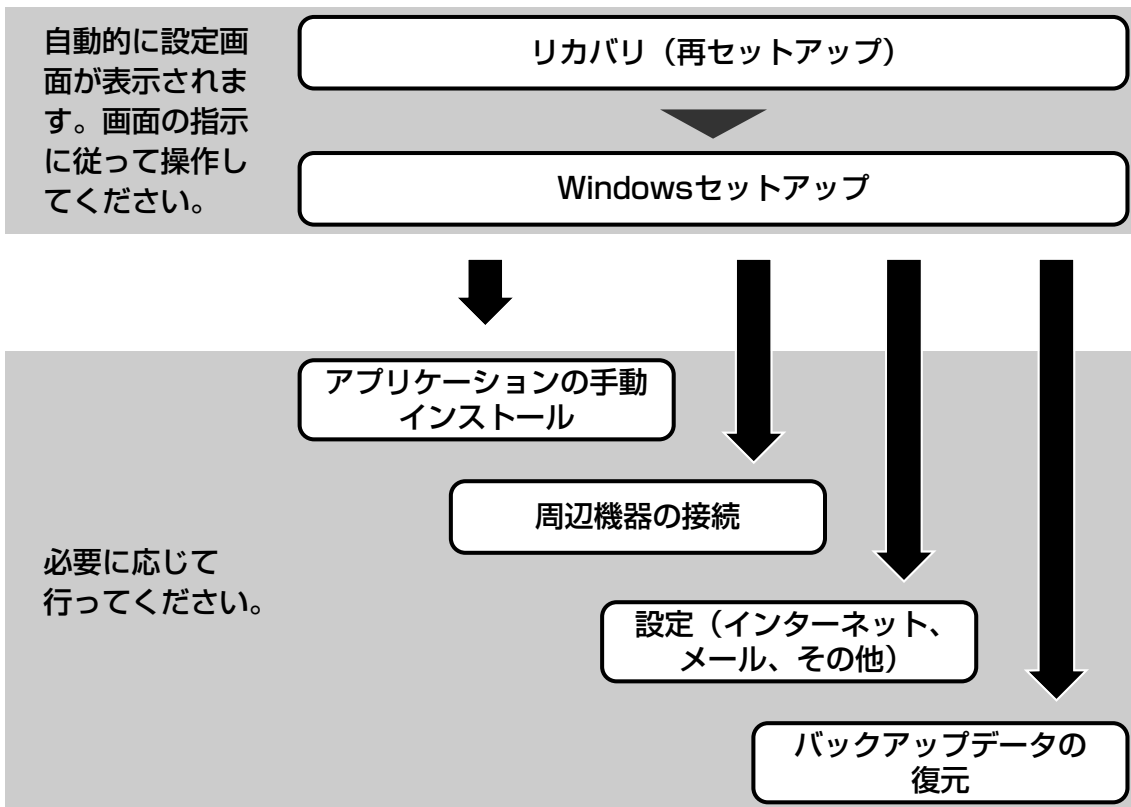 自動的に設定画
面が表示されま
す。画面の指示
に従って操作し
てください。
リカバリ（再セットアップ）
Windowsセットアップ
必要に応じて
行ってください。
アプリケーションの手動
インストール
周辺機器の接続
設定（インターネット、
メール、その他）
バックアップデータの
復元